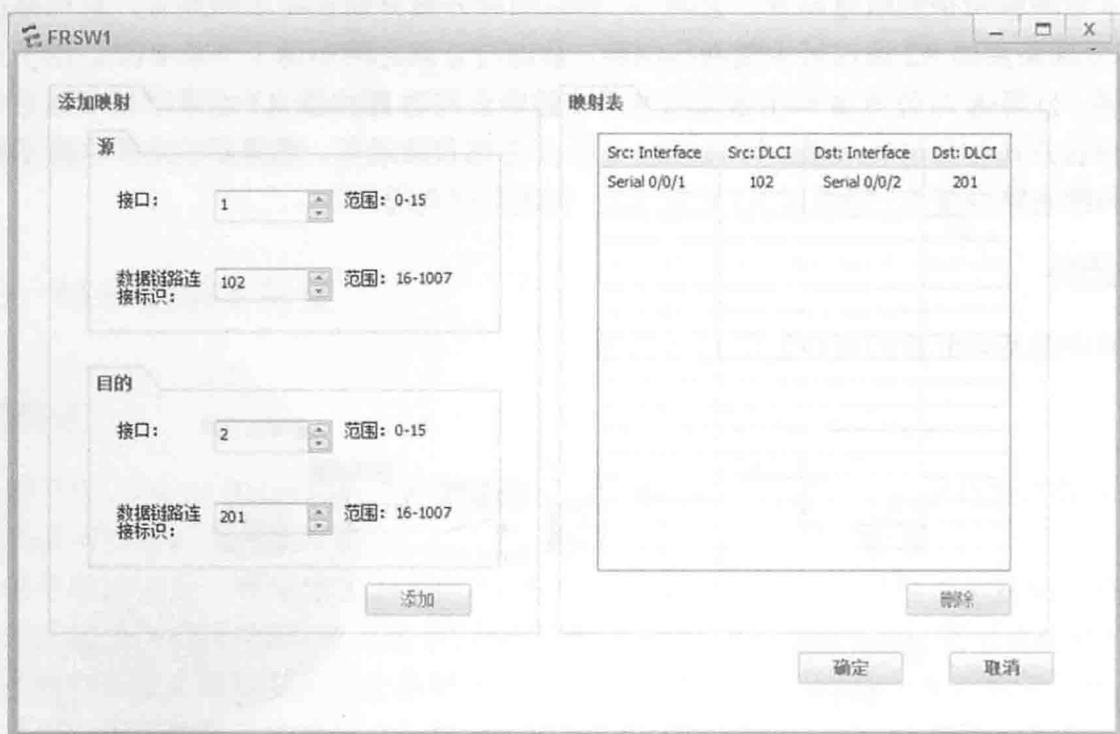 FRSW1
添加映射
源
接口： 1 范围：0-15
数据链路连
接标识： 102 范围：16-1007
目的
接口： 2 范围：0-15
数据链路连
接标识： 201 范围：16-1007
添加
映射表
Src: Interface Src: DLCI Dst: Interface Dst: DLCI
Serial 0/0/1 102 Serial 0/0/2 201
删除
确定 取消